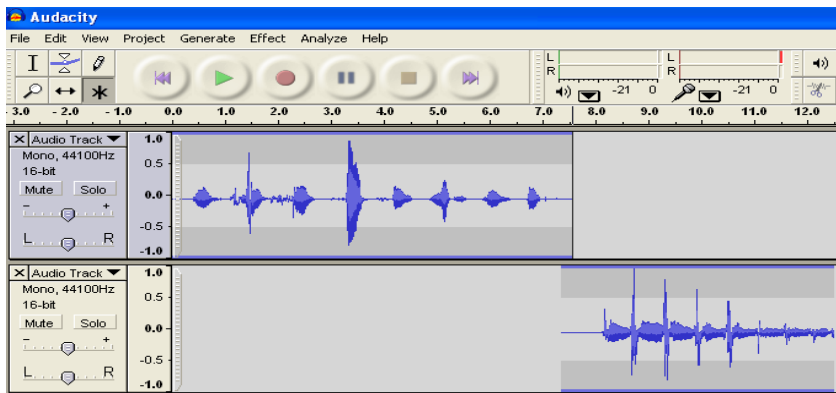 Audacity
File Edit View Project Generate Effect Analyze Help
L
R
-21 0
L
R
-21 0
- 3.0 - 2.0 - 1.0 0.0 1.0 2.0 3.0 4.0 5.0 6.0 7.0 8.0 9.0 10.0 11.0 12.0
X Audio Track
Mono, 44100Hz
16-bit
Mute Solo
- +
L R
1.0
0.5
0.0
-0.5
-1.0
X Audio Track
Mono, 44100Hz
16-bit
Mute Solo
- +
L R
1.0
0.5
0.0
-0.5
-1.0